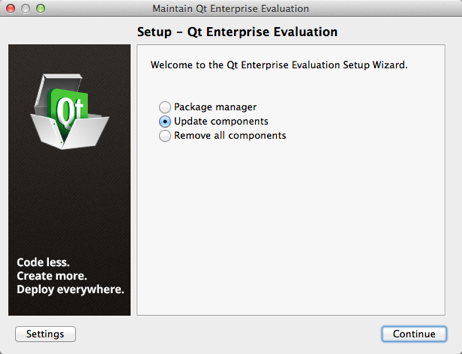 Maintain Qt Enterprise Evaluation
Setup – Qt Enterprise Evaluation
Welcome to the Qt Enterprise Evaluation Setup Wizard.
Package manager
Update components
Remove all components
Qt
Code less.
Create more.
Deploy everywhere.
Settings
Continue